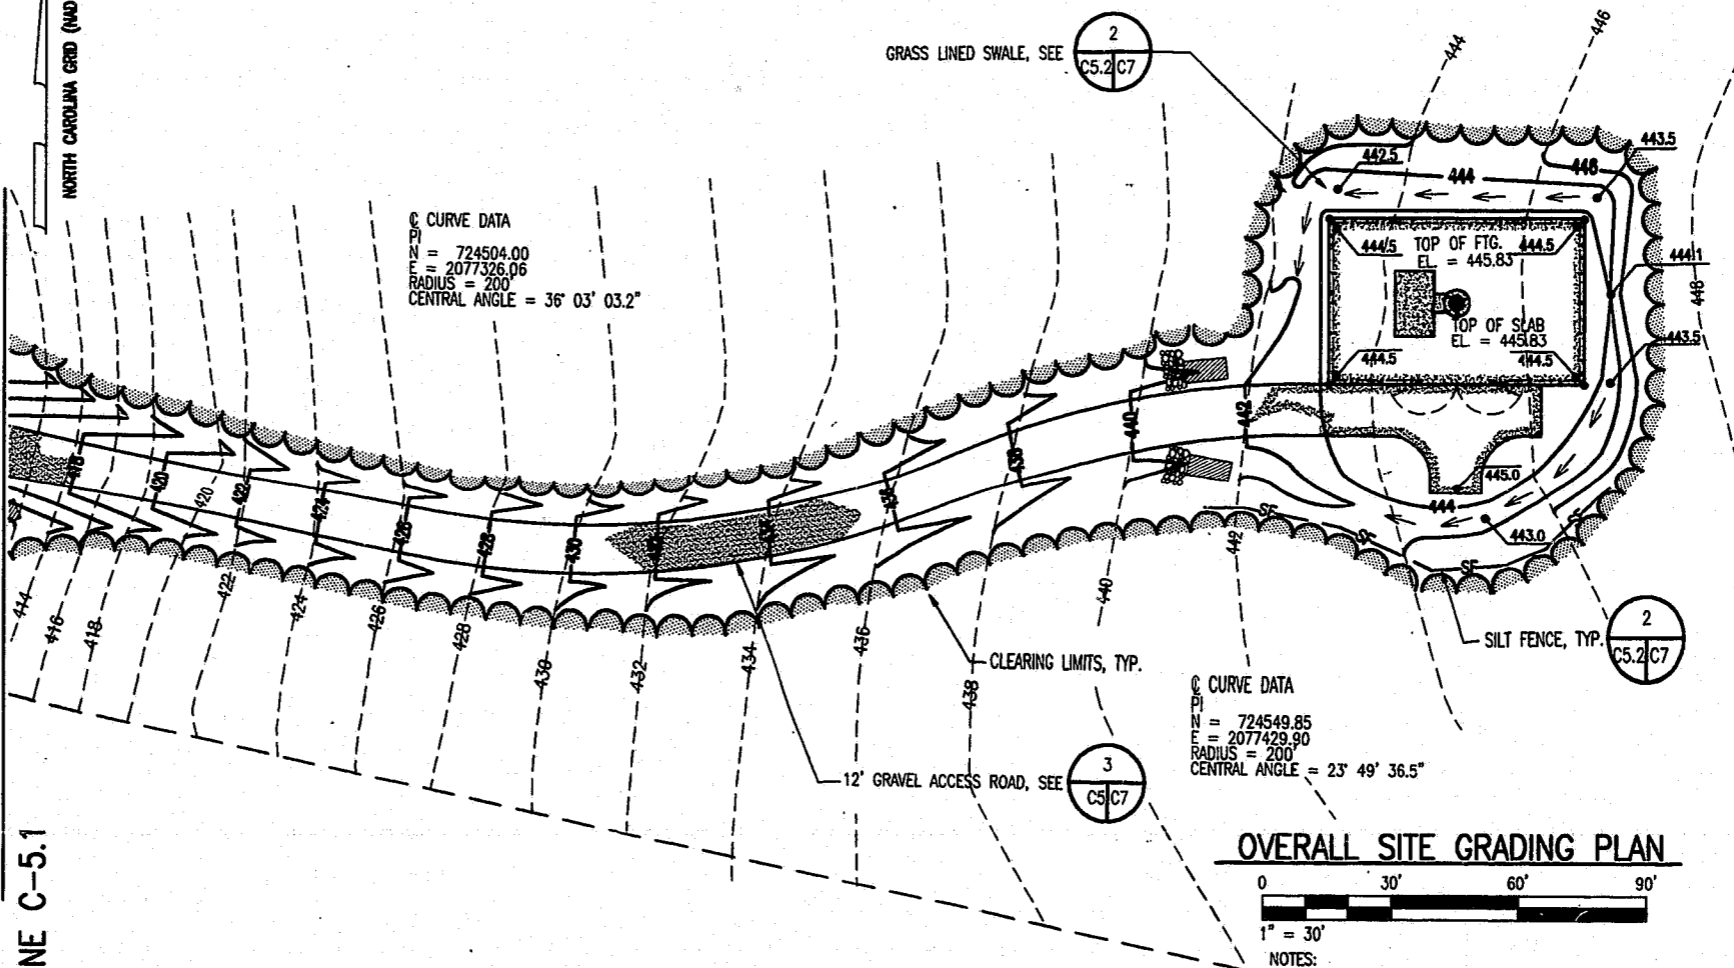 NORTH CAROLINA GRID (NAD
GRASS LINED SWALE, SEE
2
C5.2 C7
444
446
℄ CURVE DATA
PI
N = 724504.00
E = 2077326.06
RADIUS = 200'
CENTRAL ANGLE = 36° 03' 03.2"
442.5
444
446
443.5
444.5
TOP OF FTG.
EL. = 445.83
444.5
444.1
448
TOP OF SLAB
EL. = 445.83
443.5
444.5
444.5
418
420
420
422
424
426
428
430
432
434
436
438
440
442
445.0
444
443.0
SF
SF
SF
SF
414
416
418
422
424
426
428
430
432
434
436
438
440
442
CLEARING LIMITS, TYP.
SILT FENCE, TYP.
2
C5.2 C7
℄ CURVE DATA
PI
N = 724549.85
E = 2077429.90
RADIUS = 200'
CENTRAL ANGLE = 23° 49' 36.5"
12' GRAVEL ACCESS ROAD, SEE
3
C5 C7
NE C-5.1
OVERALL SITE GRADING PLAN
0 30' 60' 90'
1" = 30'
NOTES: